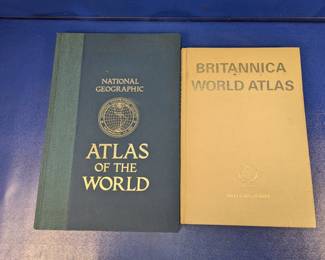 NATIONAL
GEOGRAPHIC
ATLAS
OF THE
WORLD
BRITANNICA
WORLD ATLAS